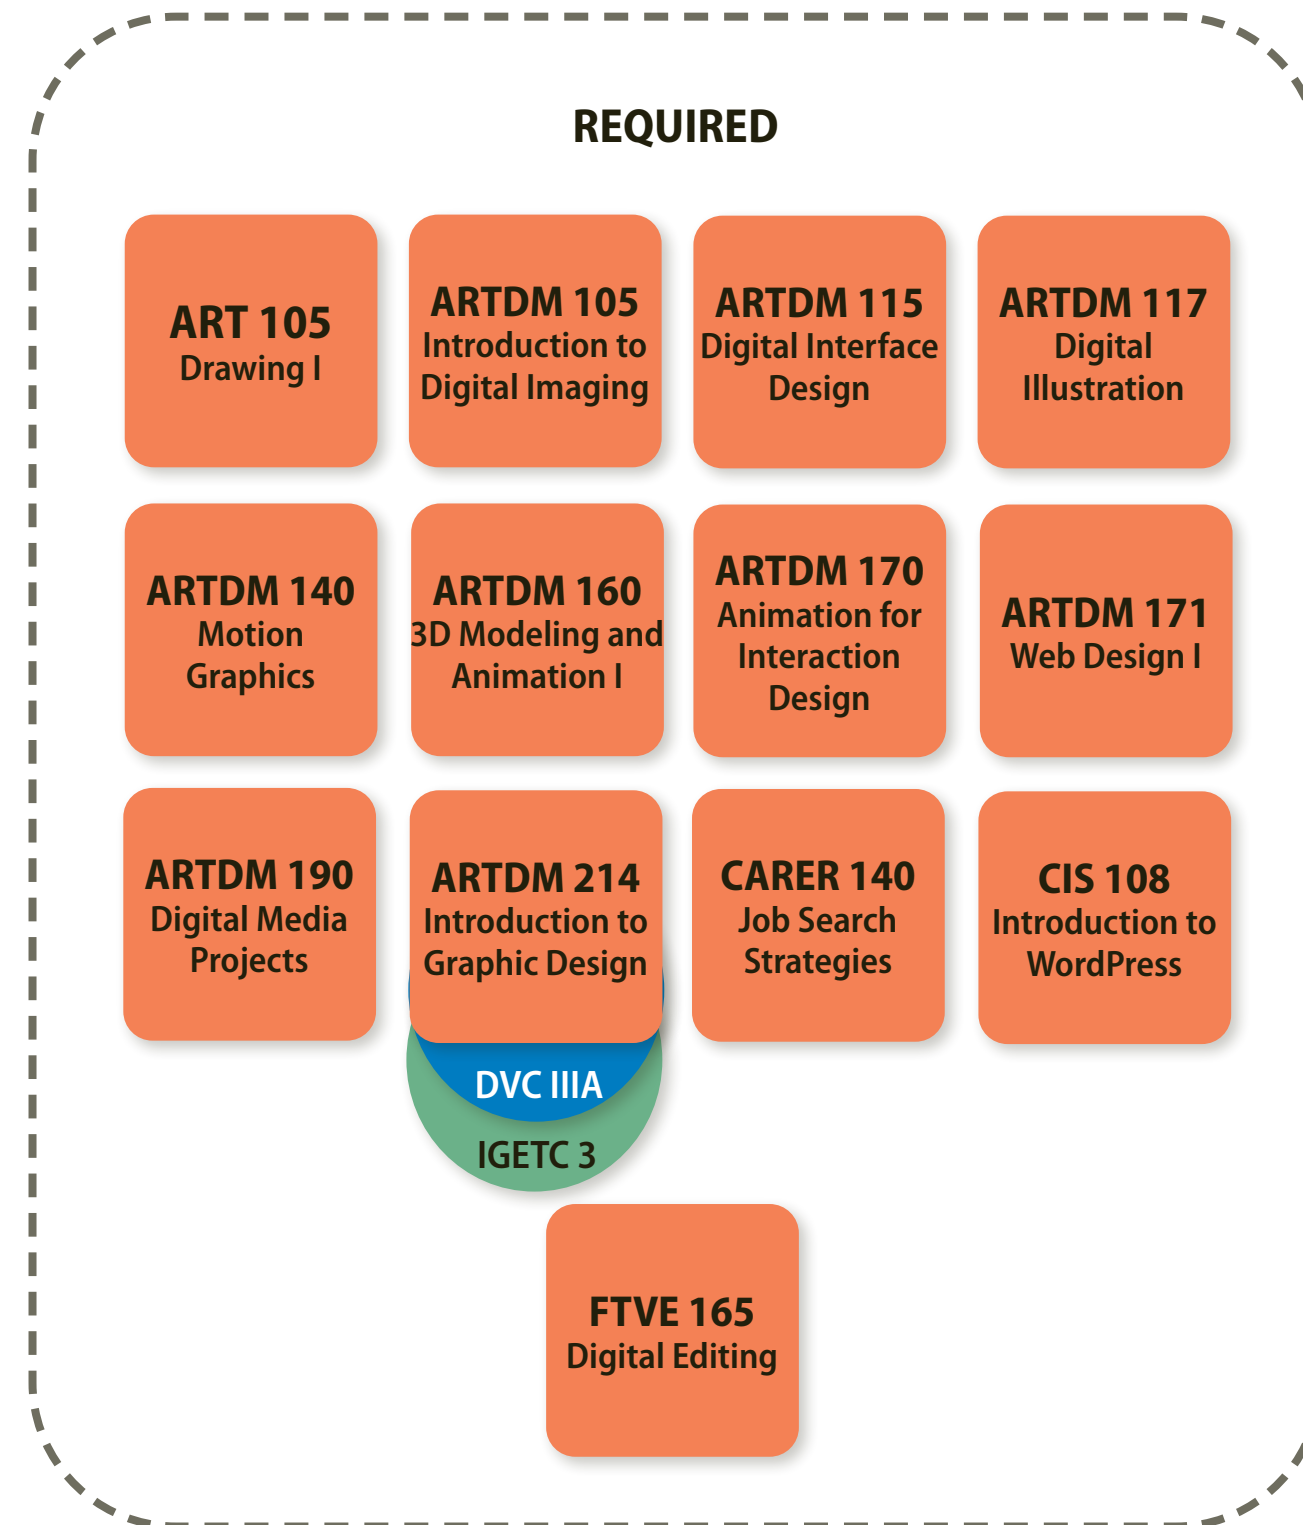 REQUIRED
ART 105
Drawing I
ARTDM 105
Introduction to
Digital Imaging
ARTDM 115
Digital Interface
Design
ARTDM 117
Digital
Illustration
ARTDM 140
Motion
Graphics
ARTDM 160
3D Modeling and
Animation I
ARTDM 170
Animation for
Interaction
Design
ARTDM 171
Web Design I
ARTDM 190
Digital Media
Projects
ARTDM 214
Introduction to
Graphic Design
DVC IIIA
IGETC 3
CARER 140
Job Search
Strategies
CIS 108
Introduction to
WordPress
FTVE 165
Digital Editing